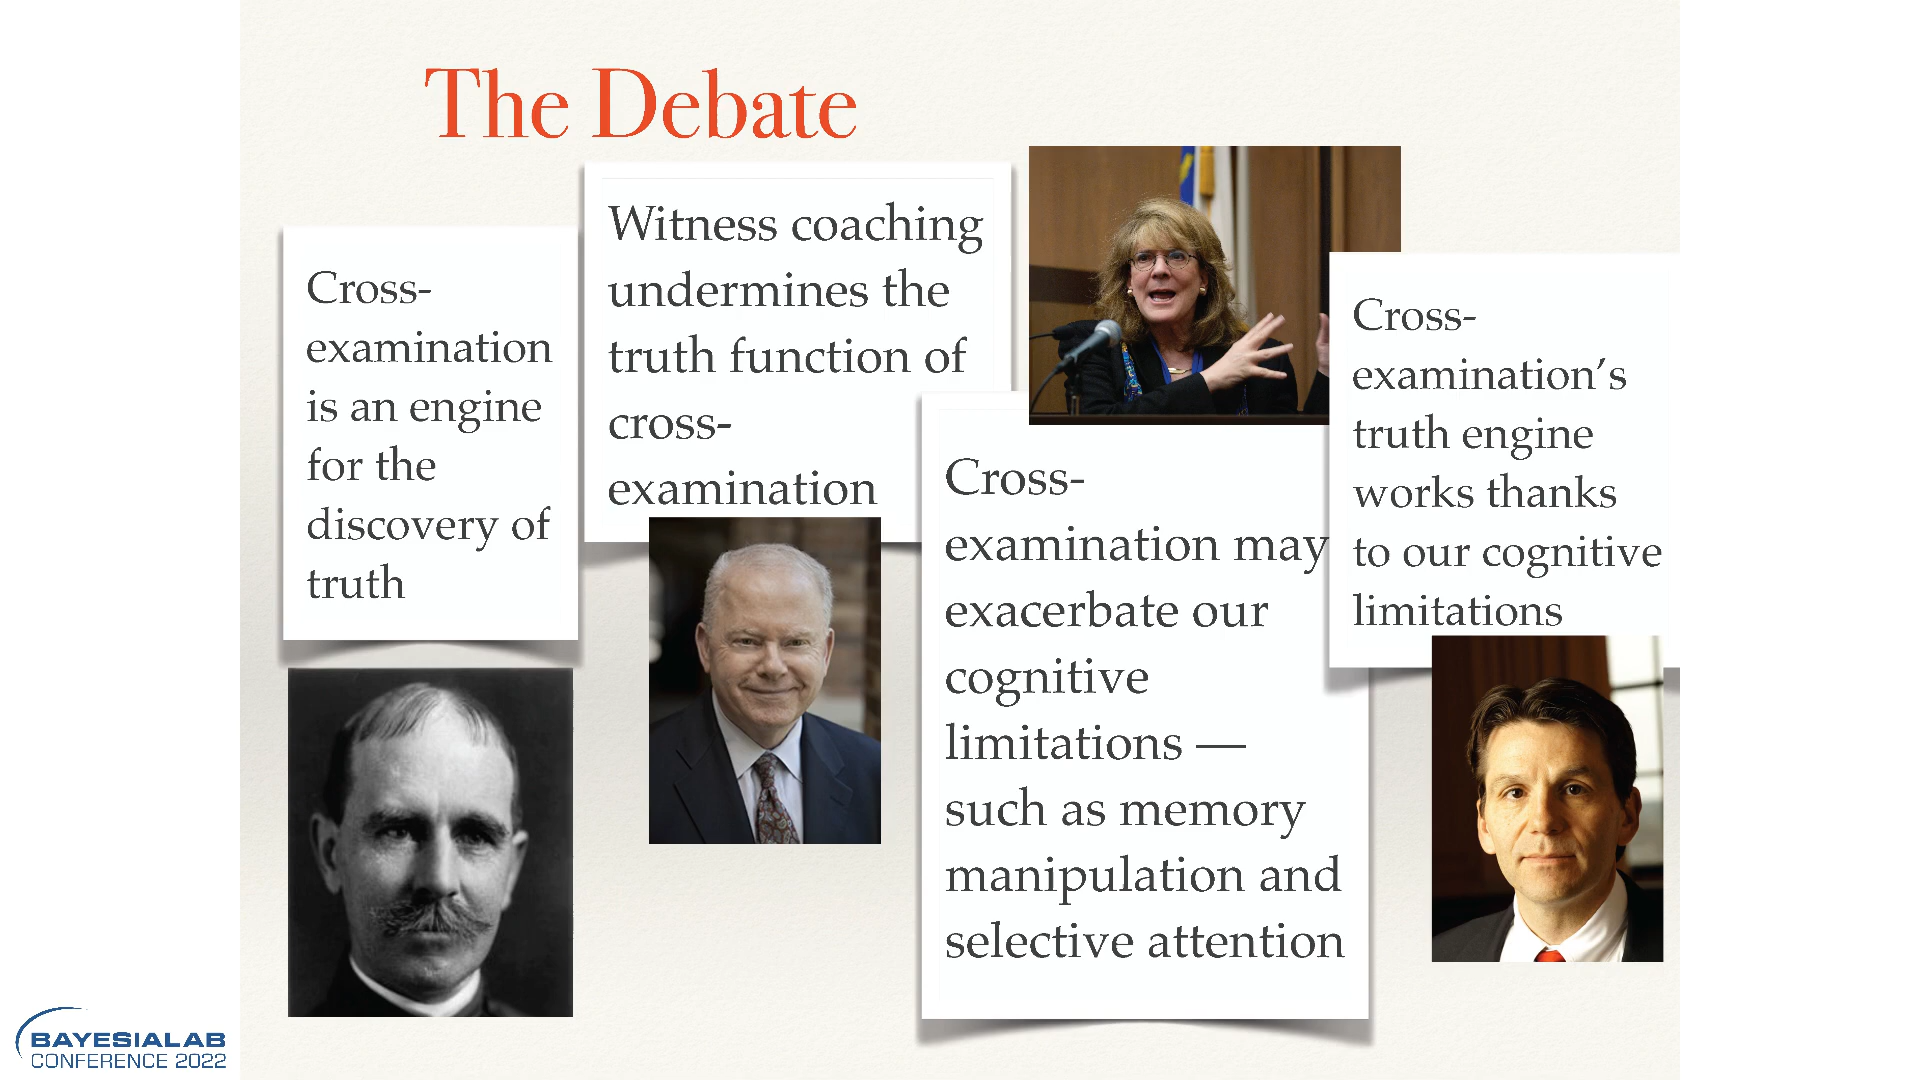 The Debate
Cross-
examination
is an engine
for the
discovery of
truth
Witness coaching
undermines the
truth function of
cross-
examination
Cross-
examination may
exacerbate our
cognitive
limitations —
such as memory
manipulation and
selective attention
Cross-
examination’s
truth engine
works thanks
to our cognitive
limitations
BAYESIALAB
CONFERENCE 2022